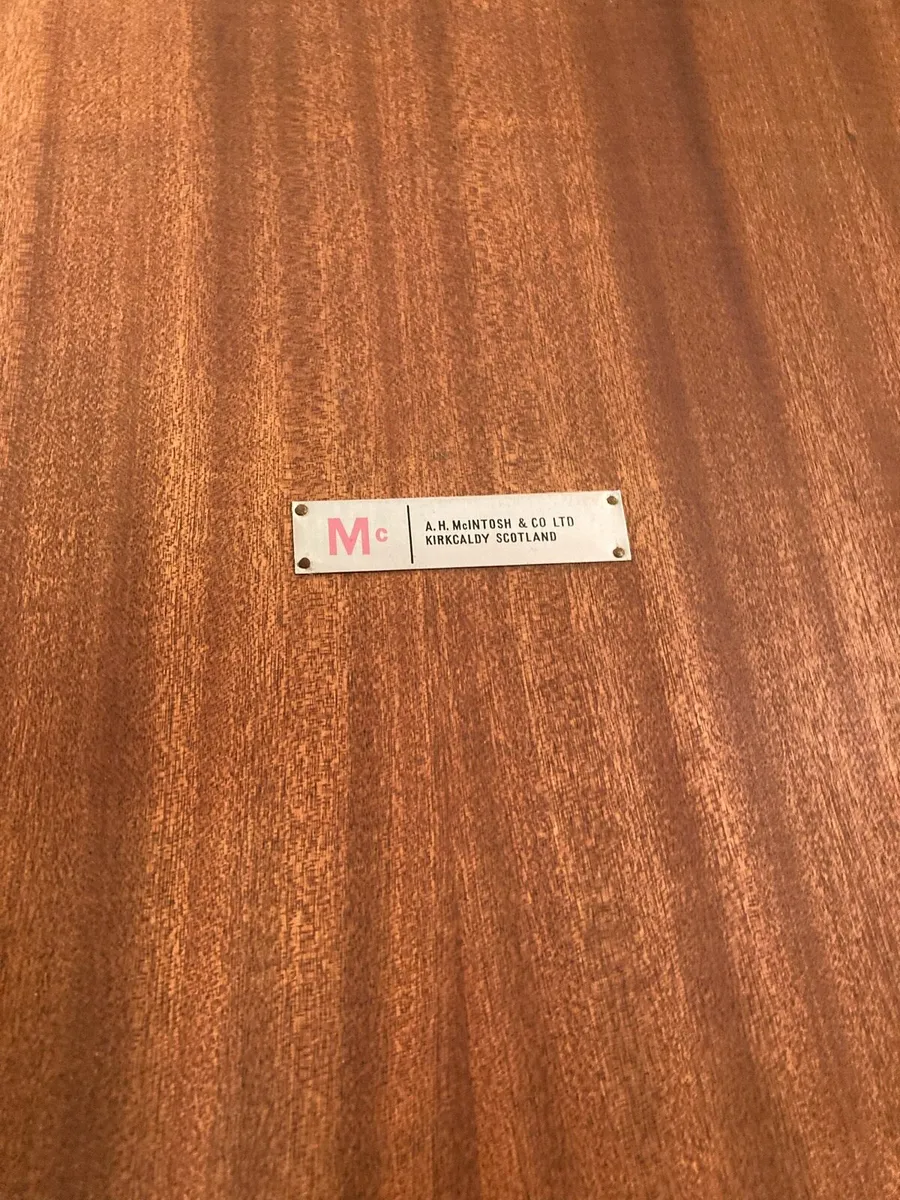 Mc
A.H. McINTOSH & CO LTD
KIRKCALDY SCOTLAND